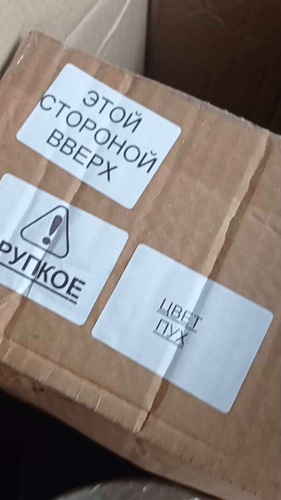 ЭТОЙ
СТОРОНОЙ
ВВЕРХ
РУПКОЕ
ЦВЕТ
ПУХ